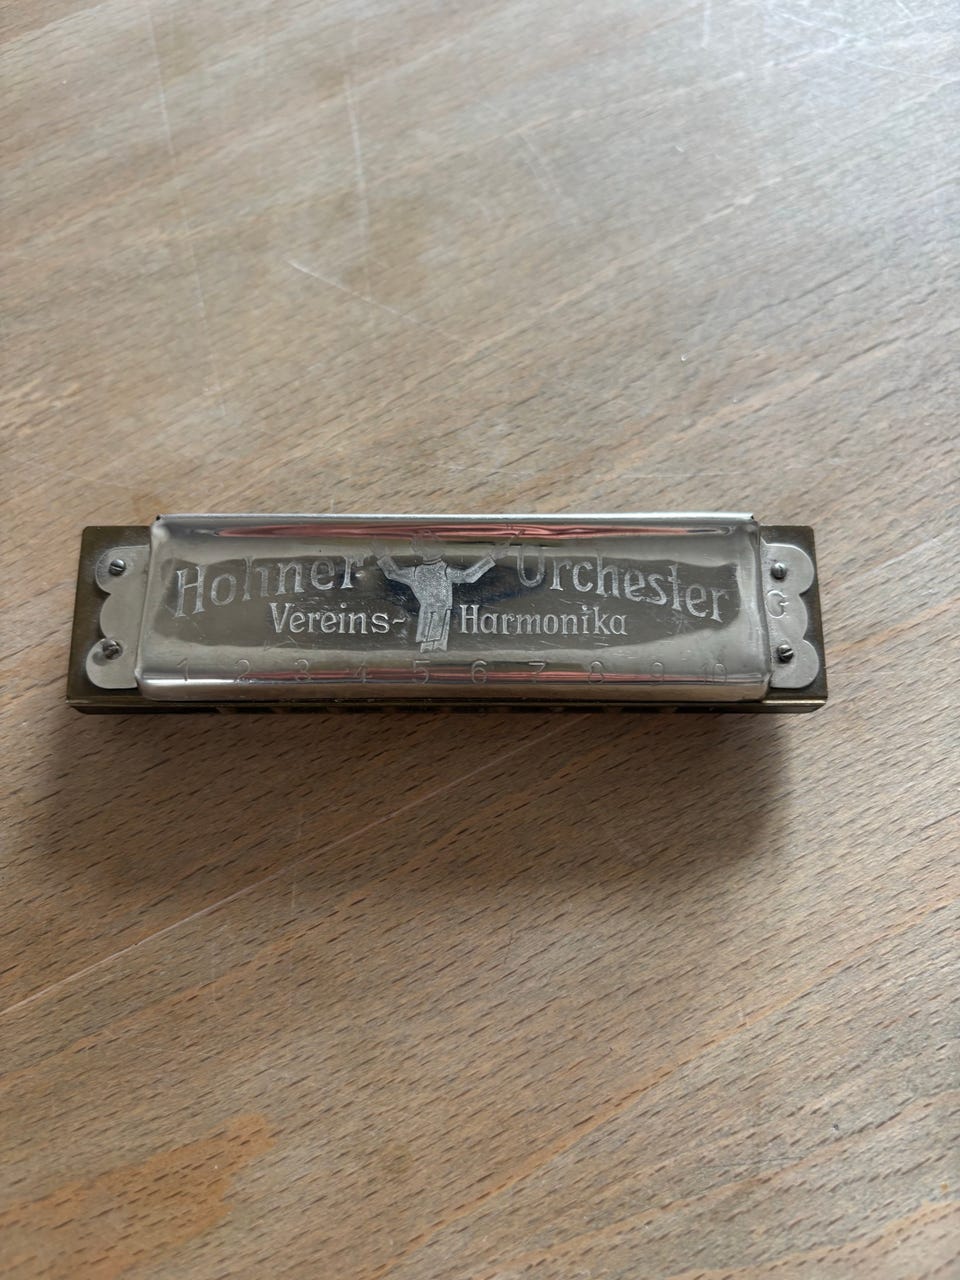 Hohner Orchester
Vereins- Harmonika
G
1 2 3 4 5 6 7 8 9 10